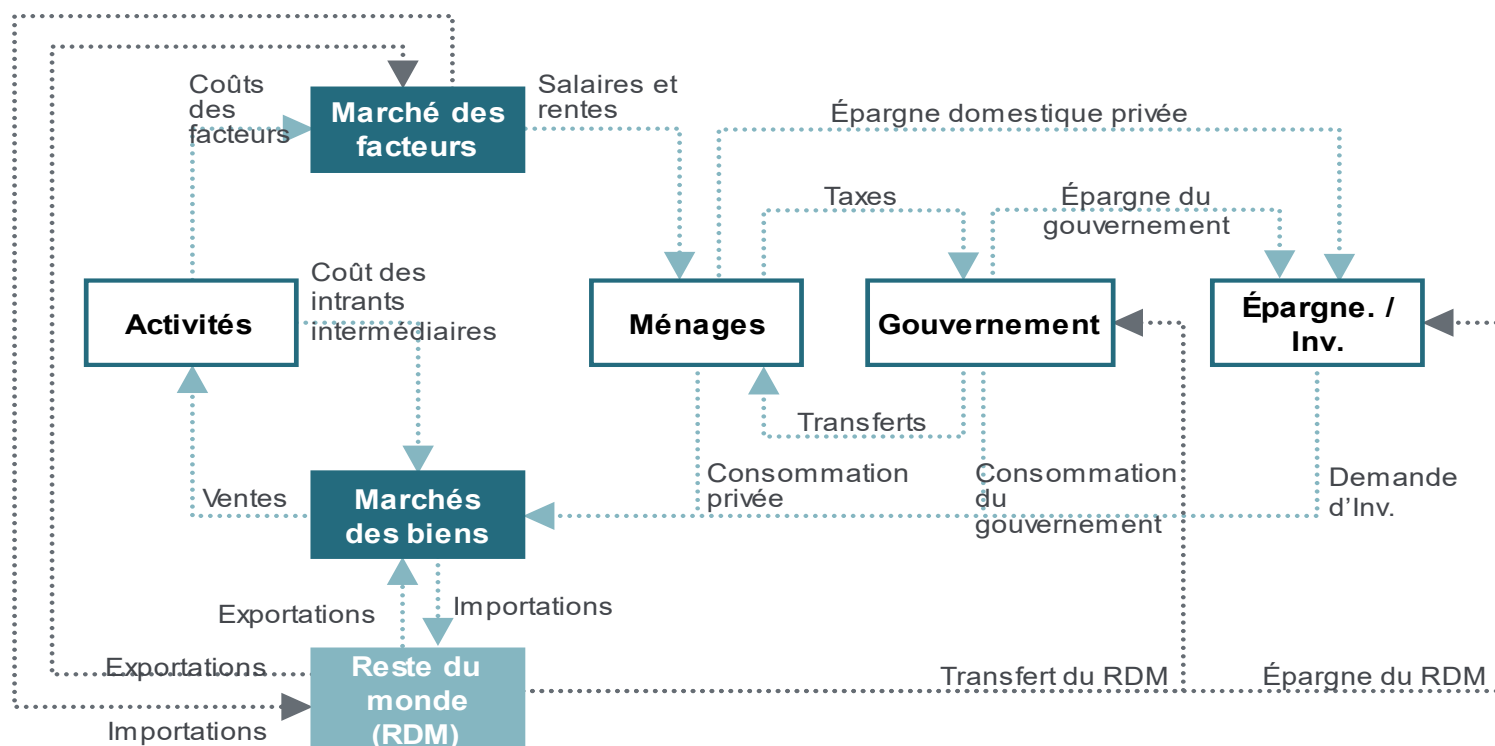 Coûts
des
facteurs
Marché des
facteurs
Salaires et
rentes
Épargne domestique privée
Taxes
Épargne du
gouvernement
Activités
Coût des
intrants
intermédiaires
Ménages
Gouvernement
Épargne. /
Inv.
Transferts
Ventes
Marchés
des biens
Consommation
privée
Consommation
du
gouvernement
Demande
d’Inv.
Exportations
Importations
Exportations
Importations
Reste du
monde
(RDM)
Transfert du RDM
Épargne du RDM